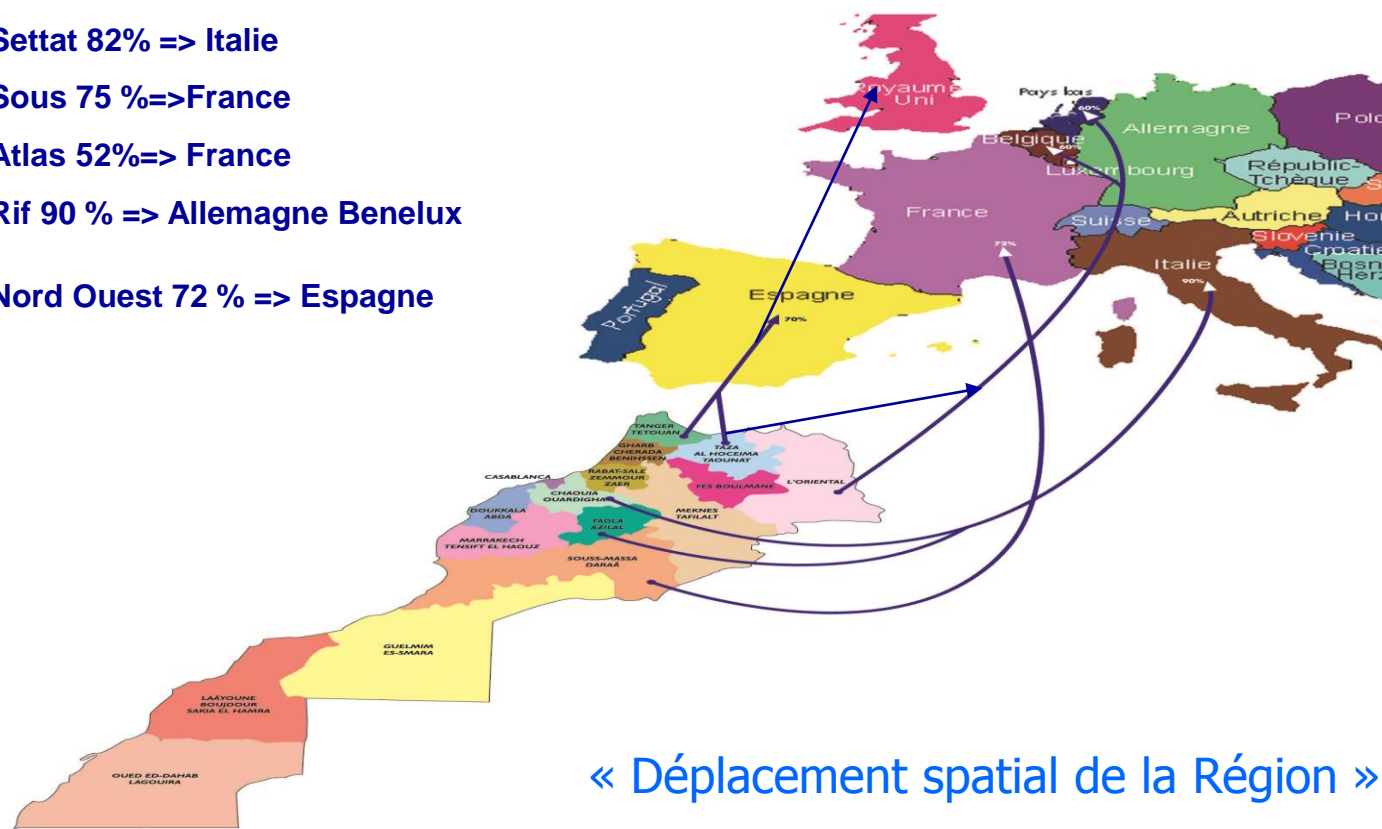 Settat 82% => Italie
Sous 75 %=>France
Atlas 52%=> France
Rif 90 % => Allemagne Benelux
Nord Ouest 72 % => Espagne
Royaume
Uni
Pays bas
60%
Belgique
60%
Luxembourg
Allemagne
Polo
Républic-
Tchèque
S
France
Suisse
Autriche
Hon
Slovenie
Croatie
Bosn
Herz
Italie
90%
Espagne
70%
Portugal
TANGER
TETOUAN
GHARB
CHERADA
BENIHSSEN
TAZA
AL HOCEIMA
TAOUNAT
CASABLANCA
RABAT-SALE
ZEMMOUR
ZAER
FES BOULMANE
L'ORIENTAL
CHAOUIA
OUARDIGHA
DOUKKALA
ABDA
TADLA
AZILAL
MEKNES
TAFILALT
MARRAKECH
TENSIFT EL HAOUZ
SOUSS-MASSA
DARAÂ
GUELMIM
ES-SMARA
LAÂYOUNE
BOUJDOUR
SAKIA EL HAMRA
OUED ED-DAHAB
LAGOUIRA
« Déplacement spatial de la Région »